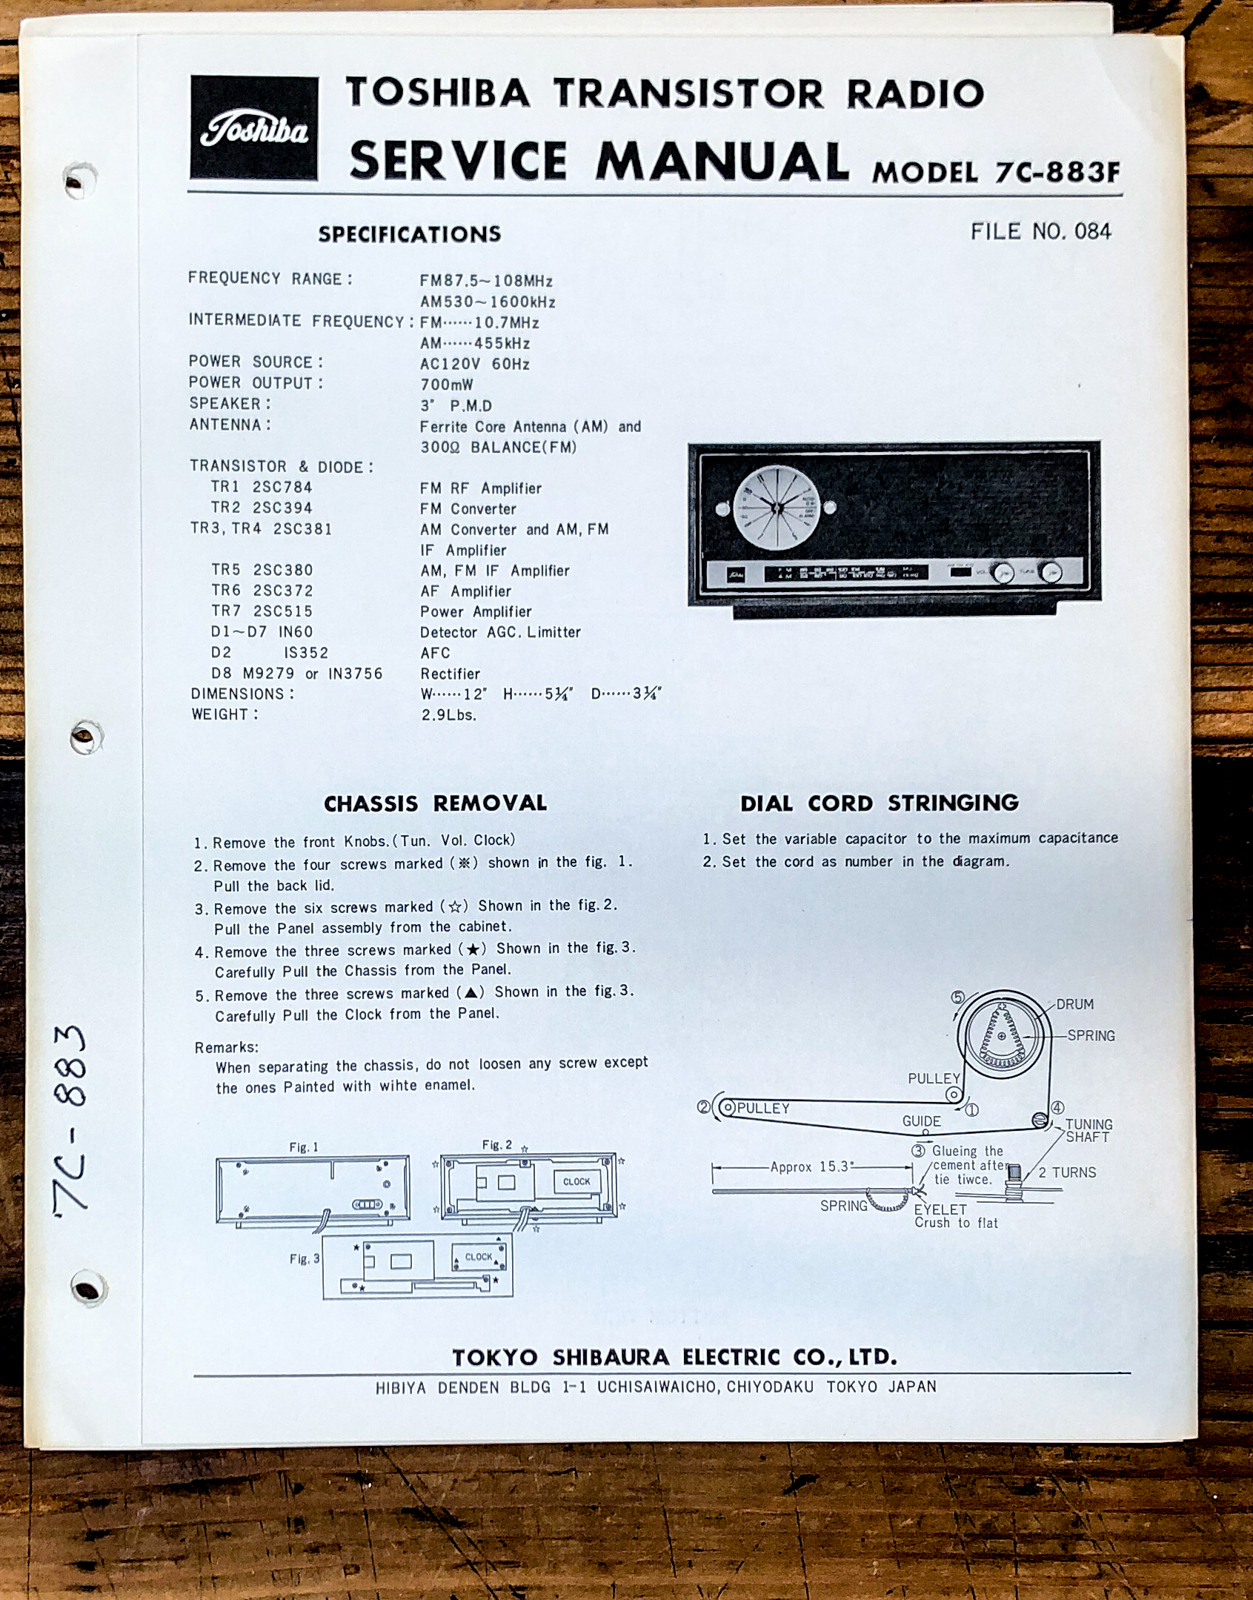 Toshiba
TOSHIBA TRANSISTOR RADIO
SERVICE MANUAL MODEL 7C-883F
FILE NO. 084
SPECIFICATIONS
FREQUENCY RANGE : FM87.5~108MHz
AM530~1600kHz
INTERMEDIATE FREQUENCY : FM······10.7MHz
AM······455kHz
POWER SOURCE : AC120V 60Hz
POWER OUTPUT : 700mW
SPEAKER : 3" P.M.D
ANTENNA : Ferrite Core Antenna (AM) and
300Ω BALANCE(FM)
TRANSISTOR & DIODE :
TR1 2SC784 FM RF Amplifier
TR2 2SC394 FM Converter
TR3, TR4 2SC381 AM Converter and AM, FM
IF Amplifier
TR5 2SC380 AM, FM IF Amplifier
TR6 2SC372 AF Amplifier
TR7 2SC515 Power Amplifier
D1~D7 IN60 Detector AGC. Limitter
D2 IS352 AFC
D8 M9279 or IN3756 Rectifier
DIMENSIONS : W······12" H······5¼" D······3¼"
WEIGHT : 2.9Lbs.
CHASSIS REMOVAL
1. Remove the front Knobs. (Tun. Vol. Clock)
2. Remove the four screws marked (※) shown in the fig. 1.
Pull the back lid.
3. Remove the six screws marked (☆) Shown in the fig. 2.
Pull the Panel assembly from the cabinet.
4. Remove the three screws marked (★) Shown in the fig. 3.
Carefully Pull the Chassis from the Panel.
5. Remove the three screws marked (▲) Shown in the fig. 3.
Carefully Pull the Clock from the Panel.
Remarks:
When separating the chassis, do not loosen any screw except
the ones Painted with wihte enamel.
Fig. 1
Fig. 2
CLOCK
Fig. 3
CLOCK
DIAL CORD STRINGING
1. Set the variable capacitor to the maximum capacitance
2. Set the cord as number in the diagram.
⑤
DRUM
SPRING
PULLEY
② PULLEY
①
④
GUIDE
TUNING
SHAFT
③ Glueing the
cement after
tie tiwce.
Approx 15.3"
2 TURNS
SPRING
EYELET
Crush to flat
7C-883
TOKYO SHIBAURA ELECTRIC CO., LTD.
HIBIYA DENDEN BLDG 1-1 UCHISAIWAICHO, CHIYODAKU TOKYO JAPAN